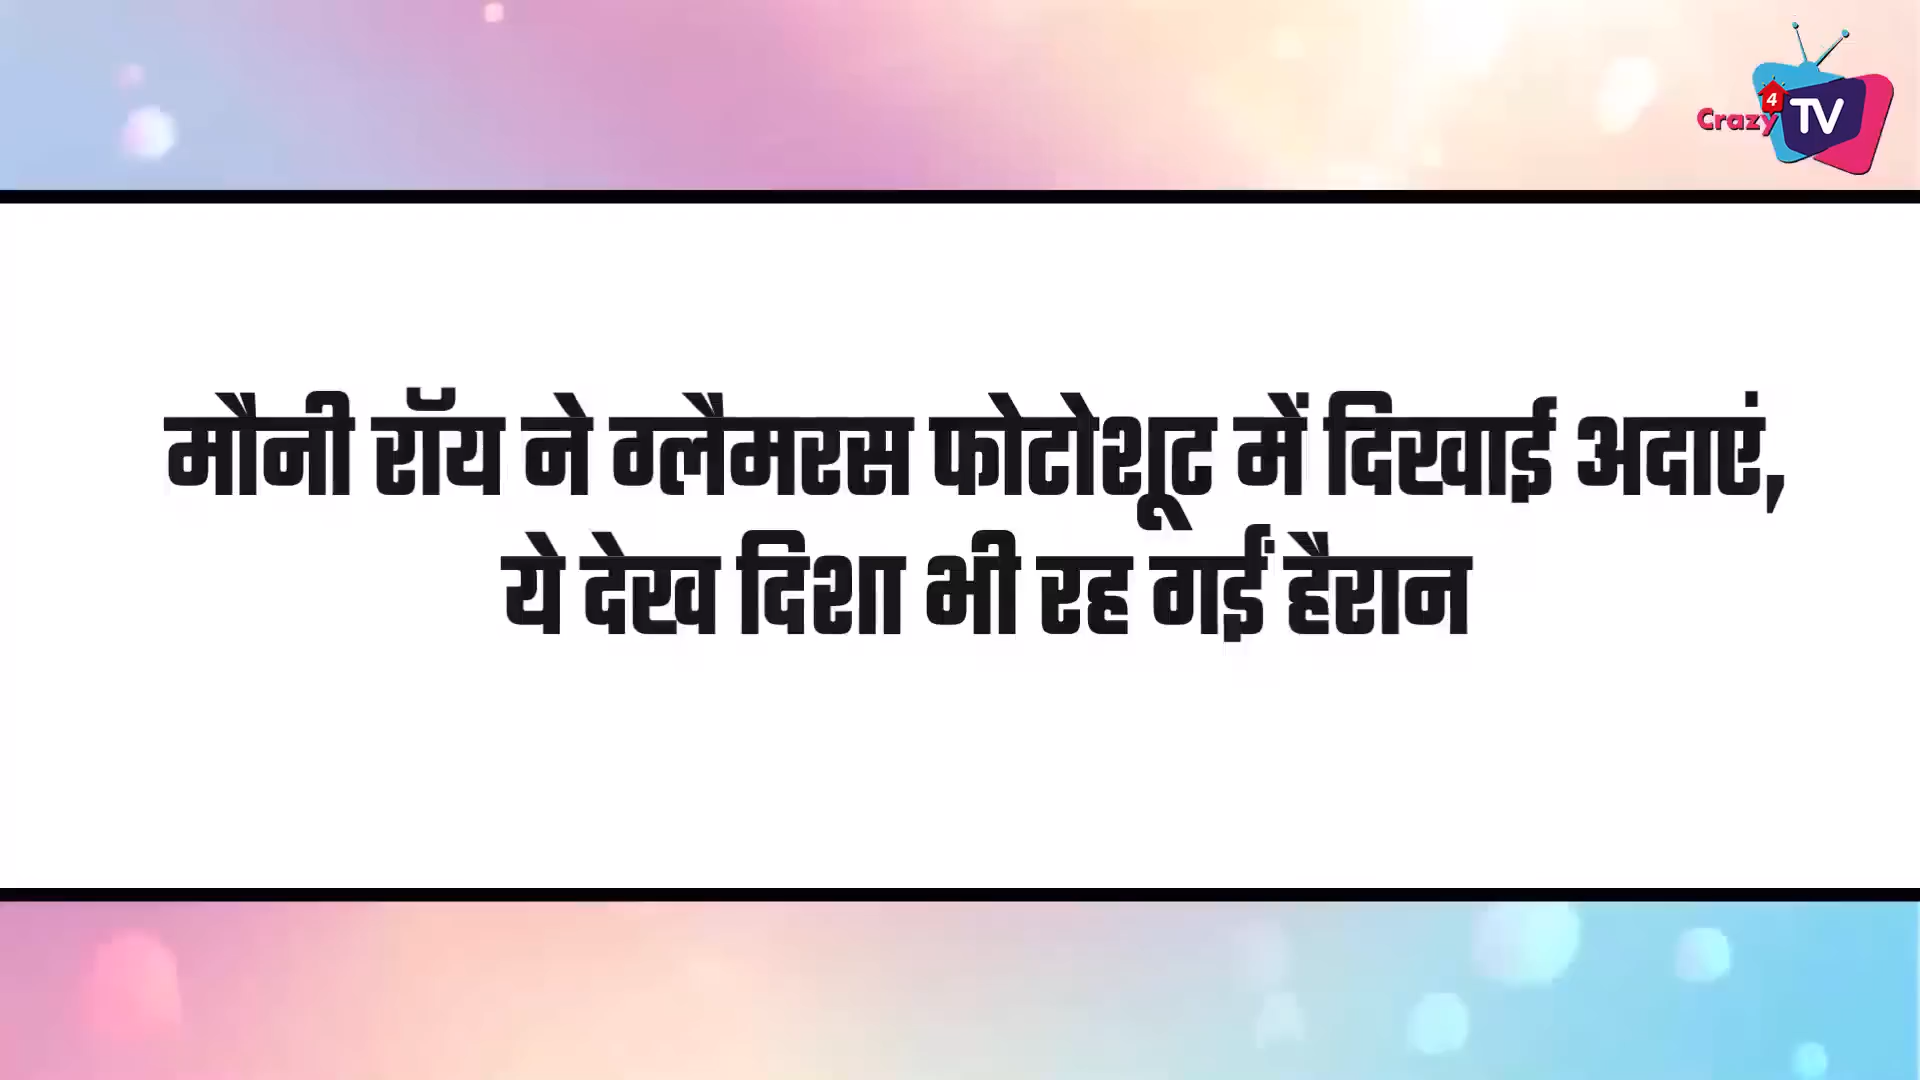 Crazy 4 TV
मौनी रॉय ने ग्लैमरस फोटोशूट में दिखाई अदाएं,
ये देख दिशा भी रह गईं हैरान